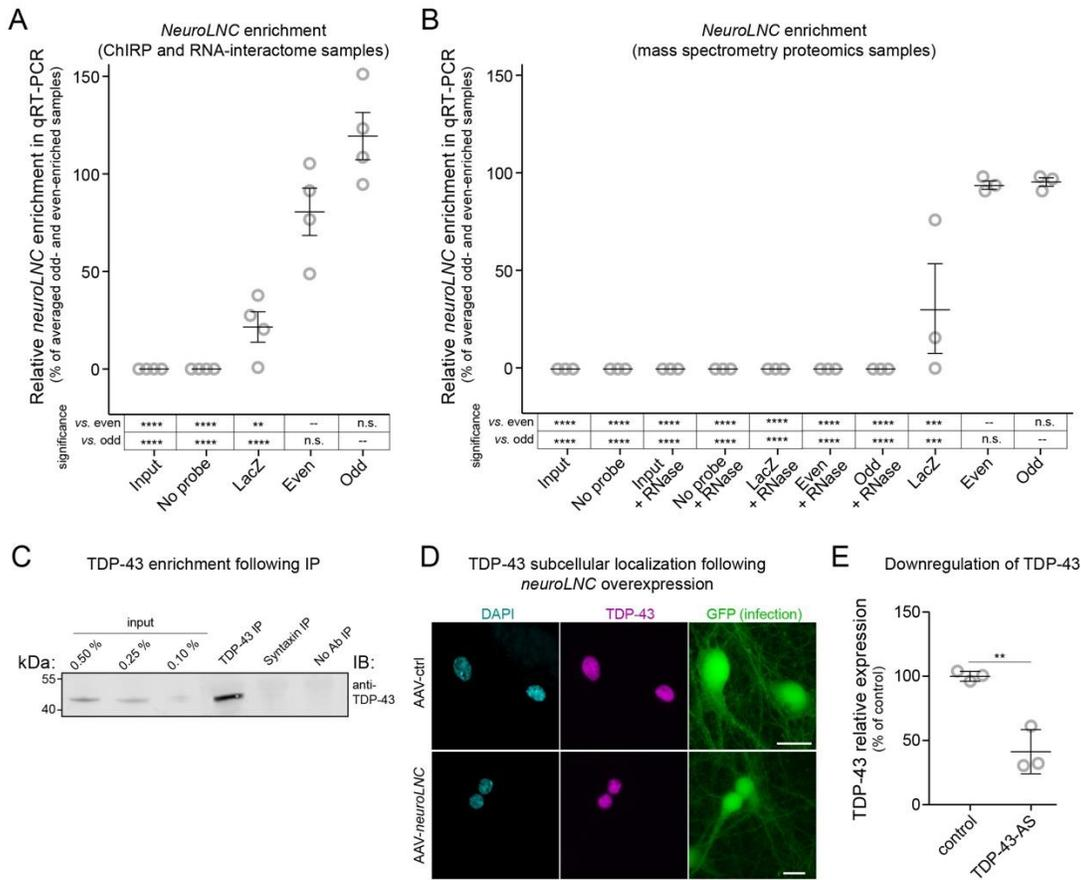 A
NeuroLNC enrichment
(ChIRP and RNA-interactome samples)
Relative neuroLNC enrichment in qRT-PCR
(% of averaged odd- and even-enriched samples)
150
100
50
0
significance
vs. even **** **** ** -- n.s.
vs. odd **** **** **** n.s. --
Input
No probe
LacZ
Even
Odd
B
NeuroLNC enrichment
(mass spectrometry proteomics samples)
Relative neuroLNC enrichment in qRT-PCR
(% of averaged odd- and even-enriched samples)
150
100
50
0
significance
vs. even **** **** **** **** **** **** **** *** -- n.s.
vs. odd **** **** **** **** **** **** **** *** n.s. --
Input
No probe
Input
+ RNase
No probe
+ RNase
LacZ
+ RNase
Even
+ RNase
Odd
+ RNase
LacZ
Even
Odd
C
TDP-43 enrichment following IP
input
kDa:
0.50 %
0.25 %
0.10 %
TDP-43 IP
Syntaxin IP
No Ab IP
IB:
55
40
anti-
TDP-43
D
TDP-43 subcellular localization following
neuroLNC overexpression
DAPI
TDP-43
GFP (infection)
AAV-ctrl
AAV-neuroLNC
E
Downregulation of TDP-43
TDP-43 relative expression
(% of control)
150
100
50
0
**
control
TDP-43-AS